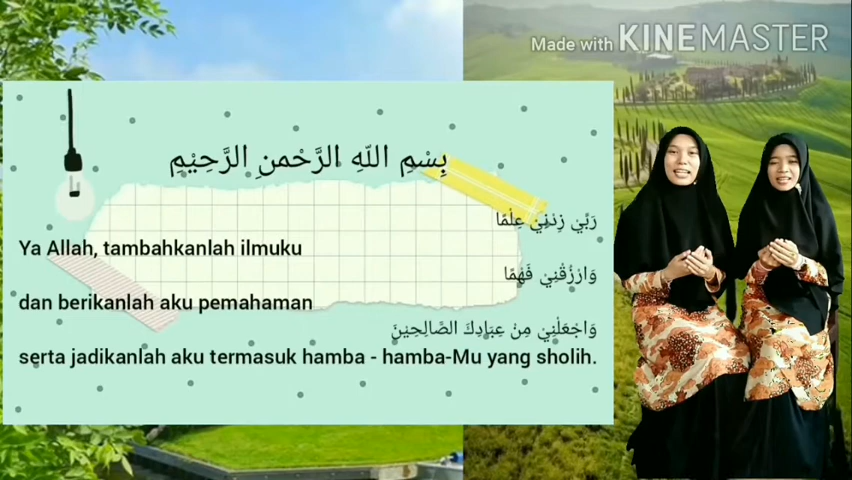 Made with KINEMASTER
بِسْمِ اللّهِ الرَّحْمنِ الرَّحِيْمِ
رَبِّيْ زِدْنِيْ عِلْمًا
Ya Allah, tambahkanlah ilmuku
وَارْزُقْنِيْ فَهْمًا
dan berikanlah aku pemahaman
وَاجْعَلْنِيْ مِنْ عِبَادِكَ الصَّالِحِيْنَ
serta jadikanlah aku termasuk hamba - hamba-Mu yang sholih.